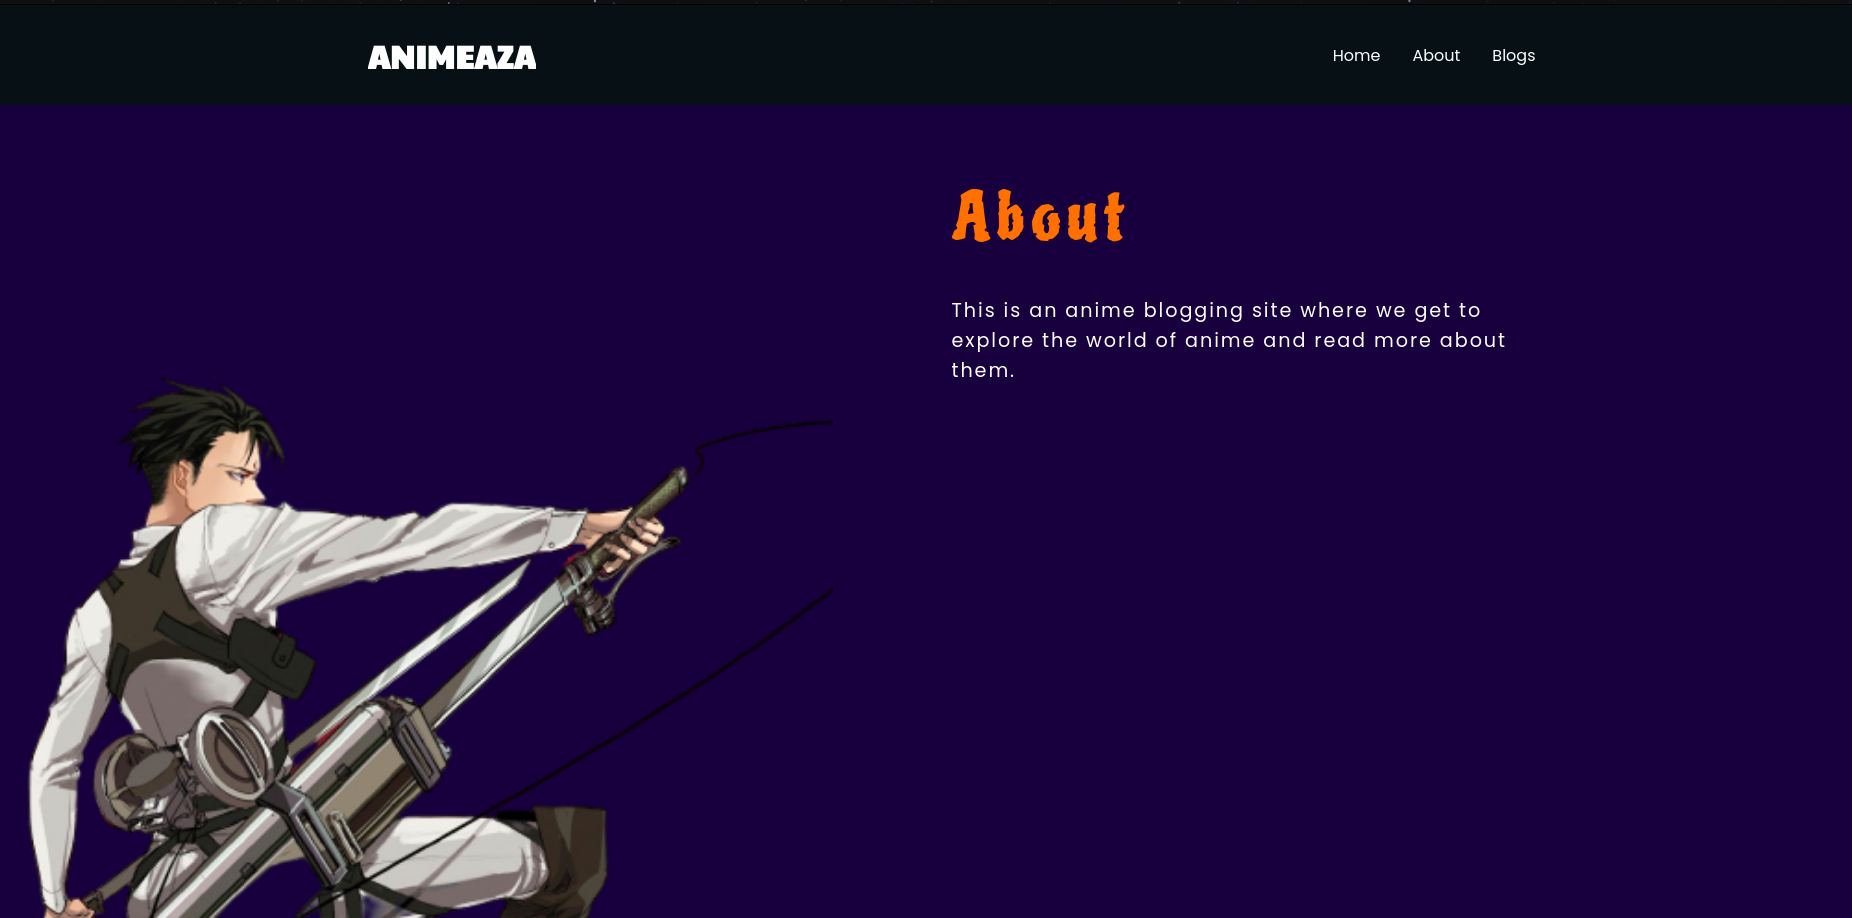 ANIMEAZA
Home About Blogs
About
This is an anime blogging site where we get to
explore the world of anime and read more about
them.